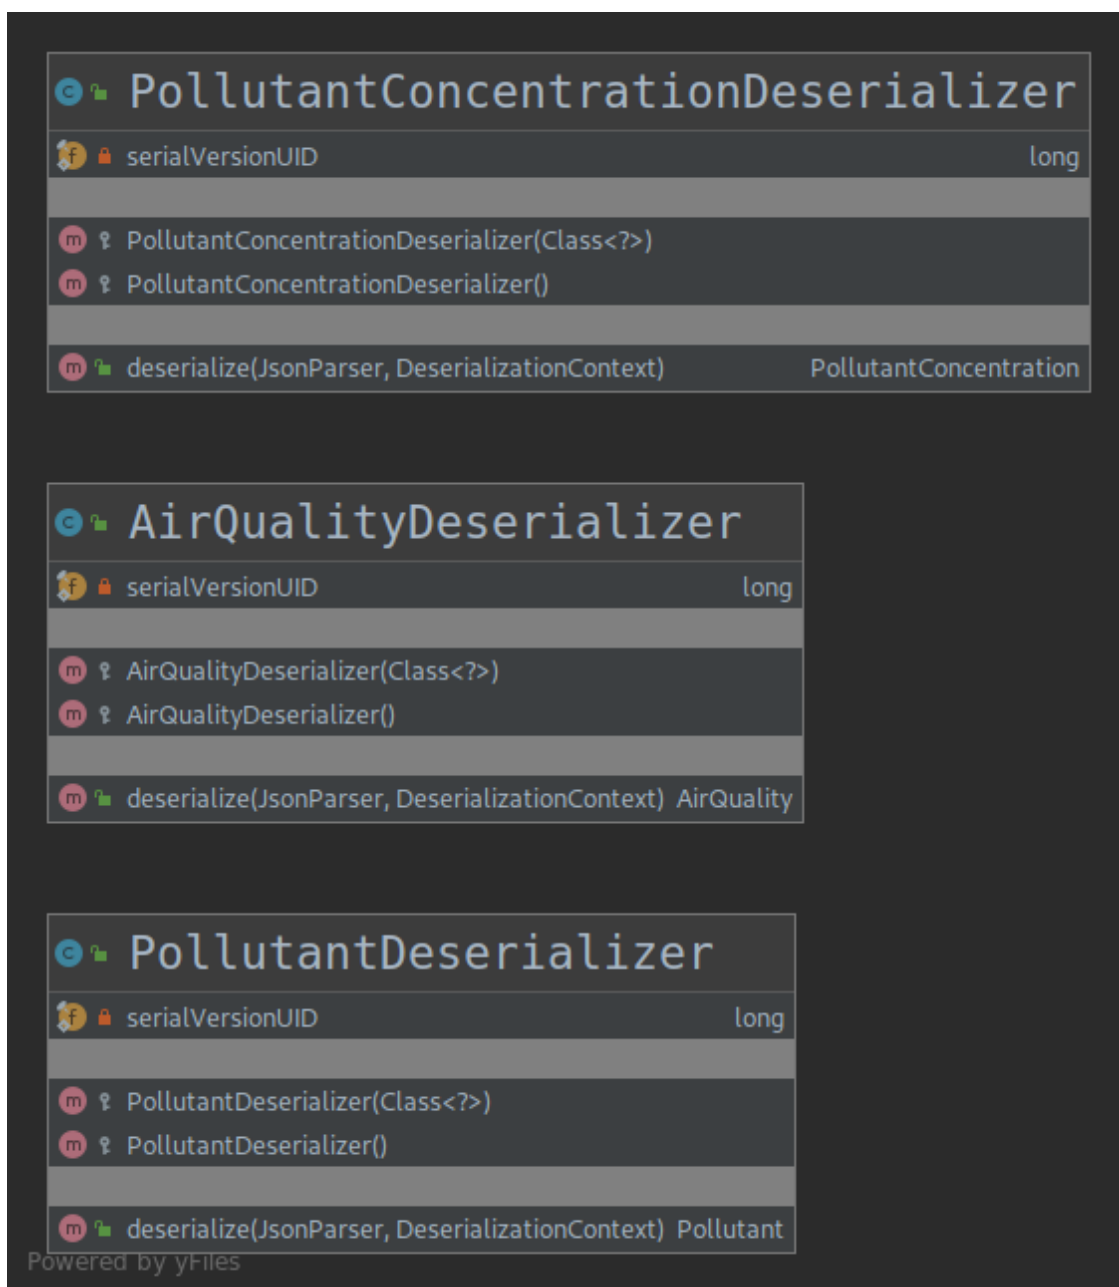 PollutantConcentrationDeserializer
serialVersionUID long
PollutantConcentrationDeserializer(Class<?>)
PollutantConcentrationDeserializer()
deserialize(JsonParser, DeserializationContext) PollutantConcentration
AirQualityDeserializer
serialVersionUID long
AirQualityDeserializer(Class<?>)
AirQualityDeserializer()
deserialize(JsonParser, DeserializationContext) AirQuality
PollutantDeserializer
serialVersionUID long
PollutantDeserializer(Class<?>)
PollutantDeserializer()
deserialize(JsonParser, DeserializationContext) Pollutant
Powered by yFiles